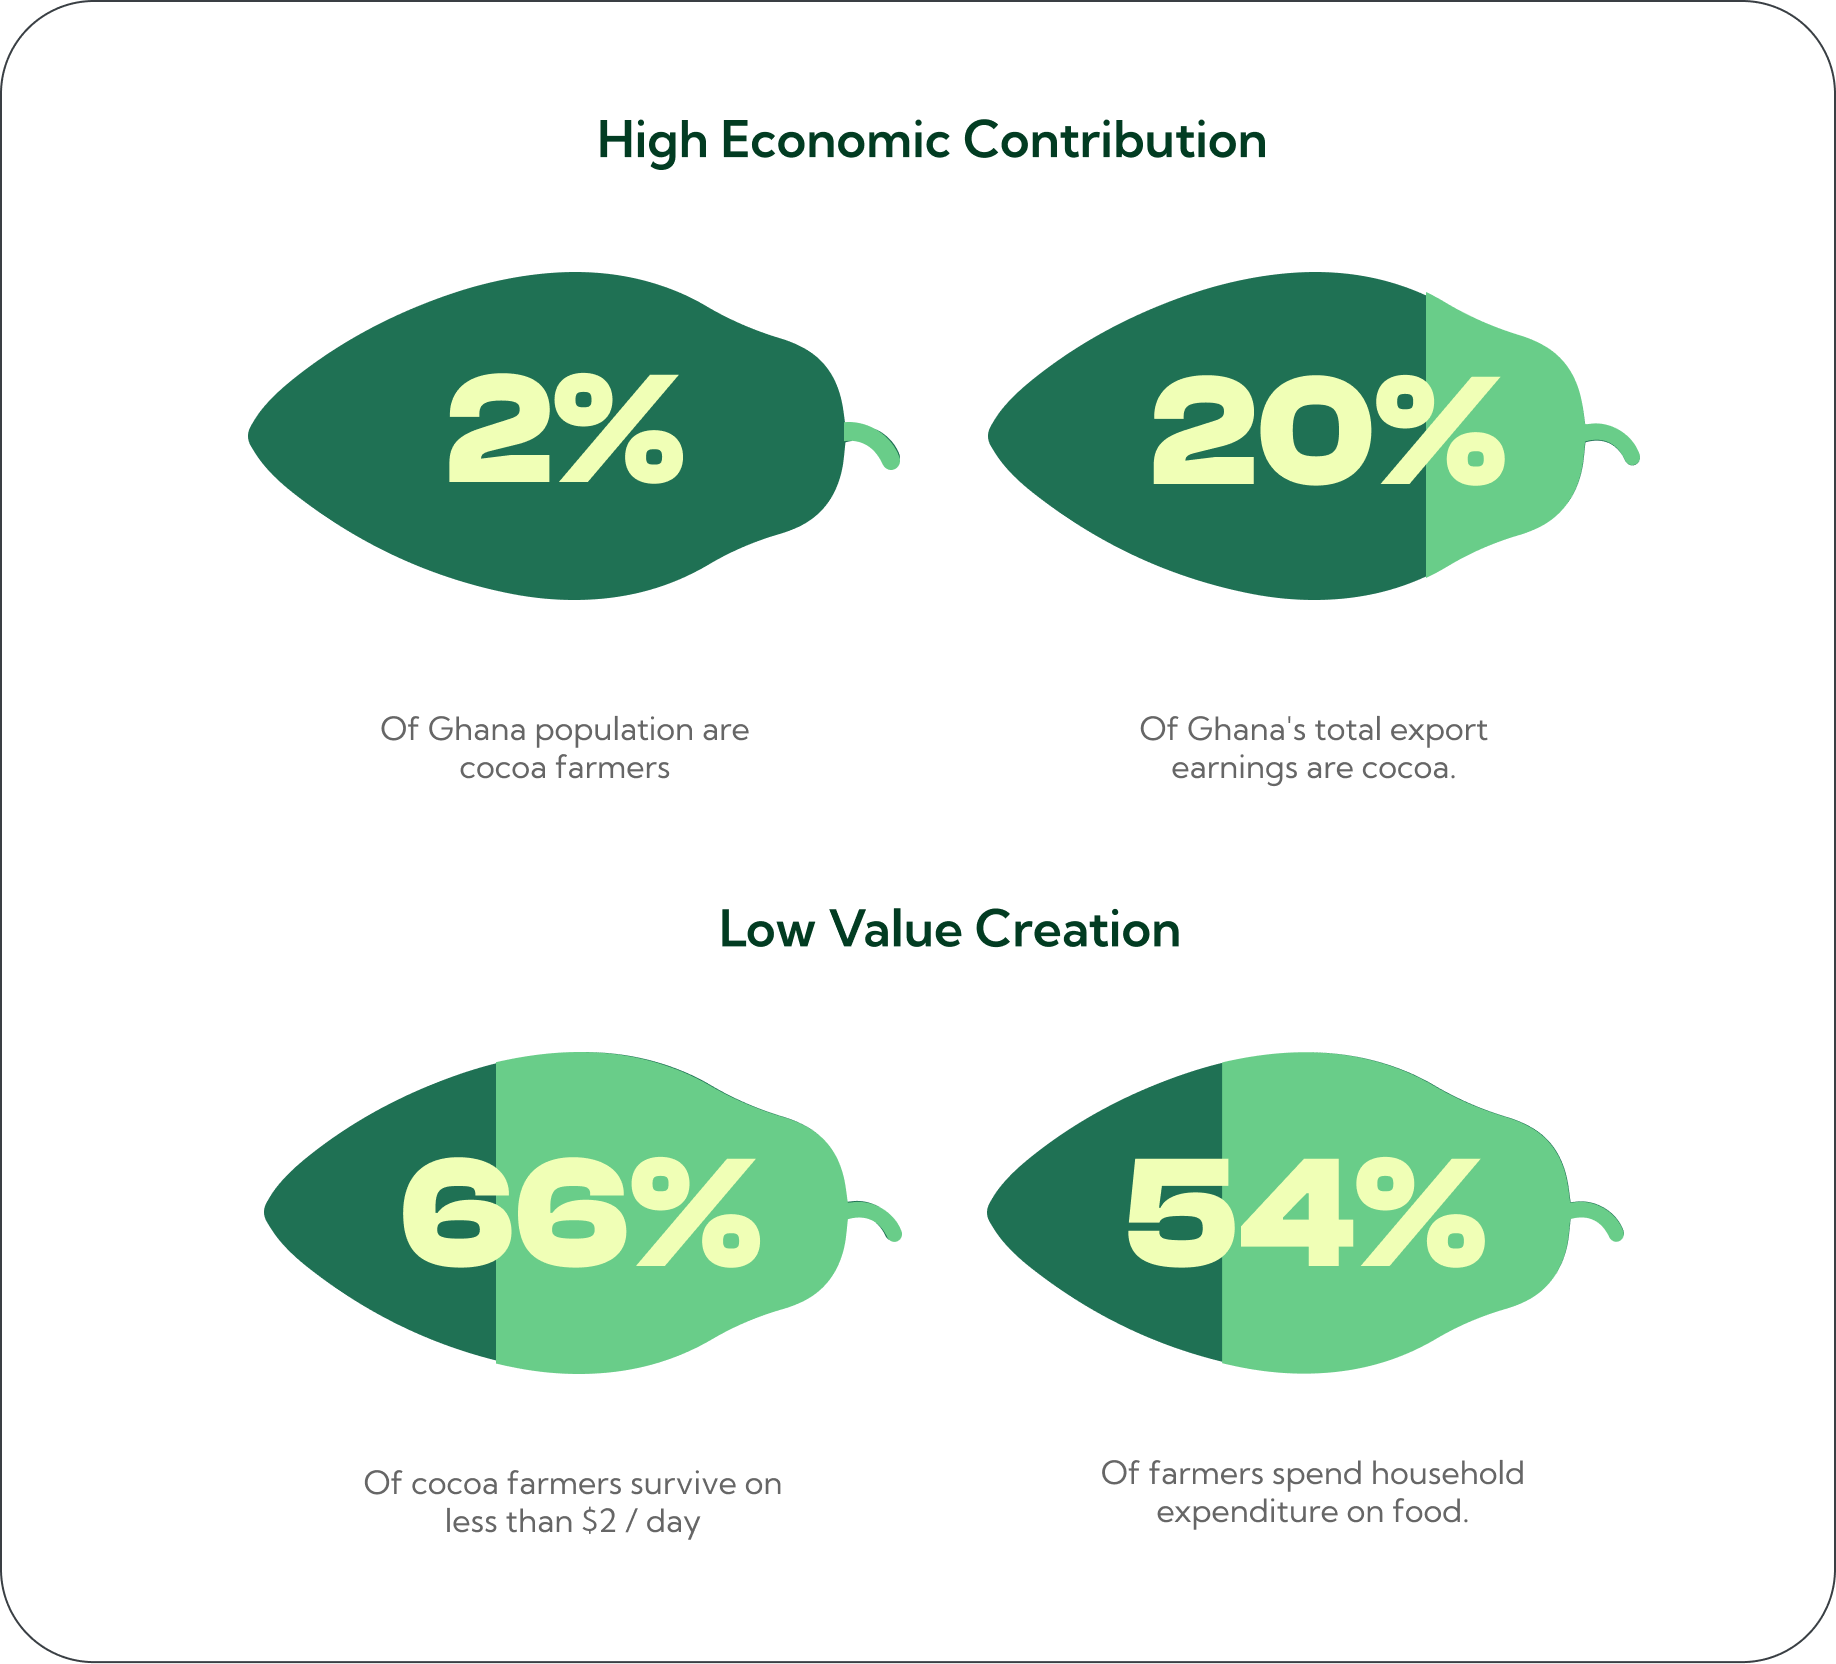 High Economic Contribution
2%
20%
Of Ghana population are
cocoa farmers
Of Ghana's total export
earnings are cocoa.
Low Value Creation
66%
54%
Of cocoa farmers survive on
less than $2 / day
Of farmers spend household
expenditure on food.